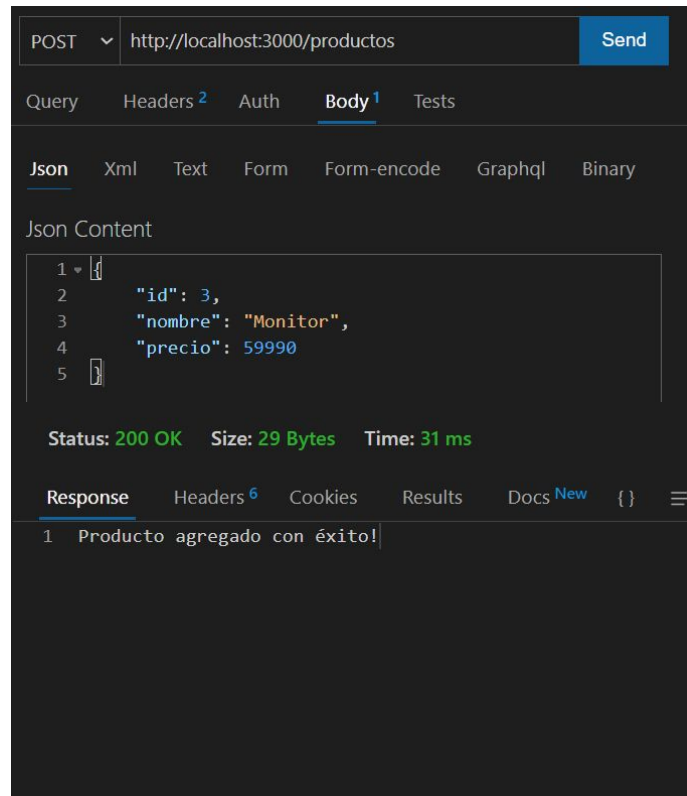 POST http://localhost:3000/productos Send
Query Headers 2 Auth Body 1 Tests
Json Xml Text Form Form-encode Graphql Binary
Json Content
1 {
2 "id": 3,
3 "nombre": "Monitor",
4 "precio": 59990
5 }
Status: 200 OK Size: 29 Bytes Time: 31 ms
Response Headers 6 Cookies Results Docs New {}
1 Producto agregado con éxito!